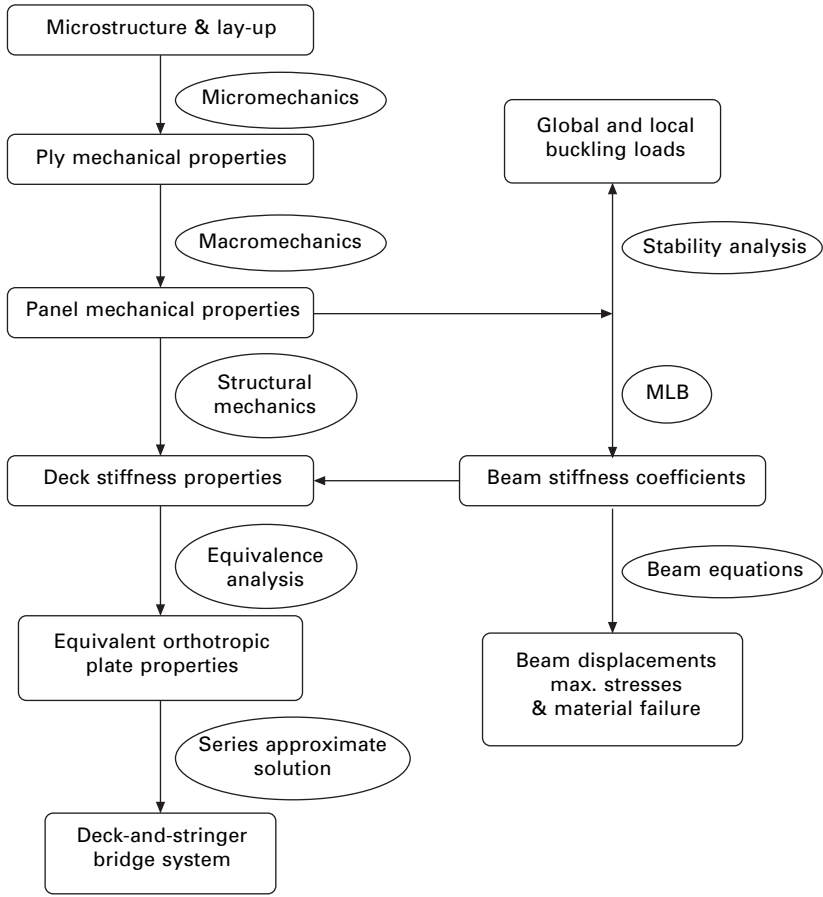 Microstructure & lay-up
Micromechanics
Ply mechanical properties
Macromechanics
Panel mechanical properties
Structural
mechanics
Deck stiffness properties
Equivalence
analysis
Equivalent orthotropic
plate properties
Series approximate
solution
Deck-and-stringer
bridge system
Global and local
buckling loads
Stability analysis
MLB
Beam stiffness coefficients
Beam equations
Beam displacements
max. stresses
& material failure